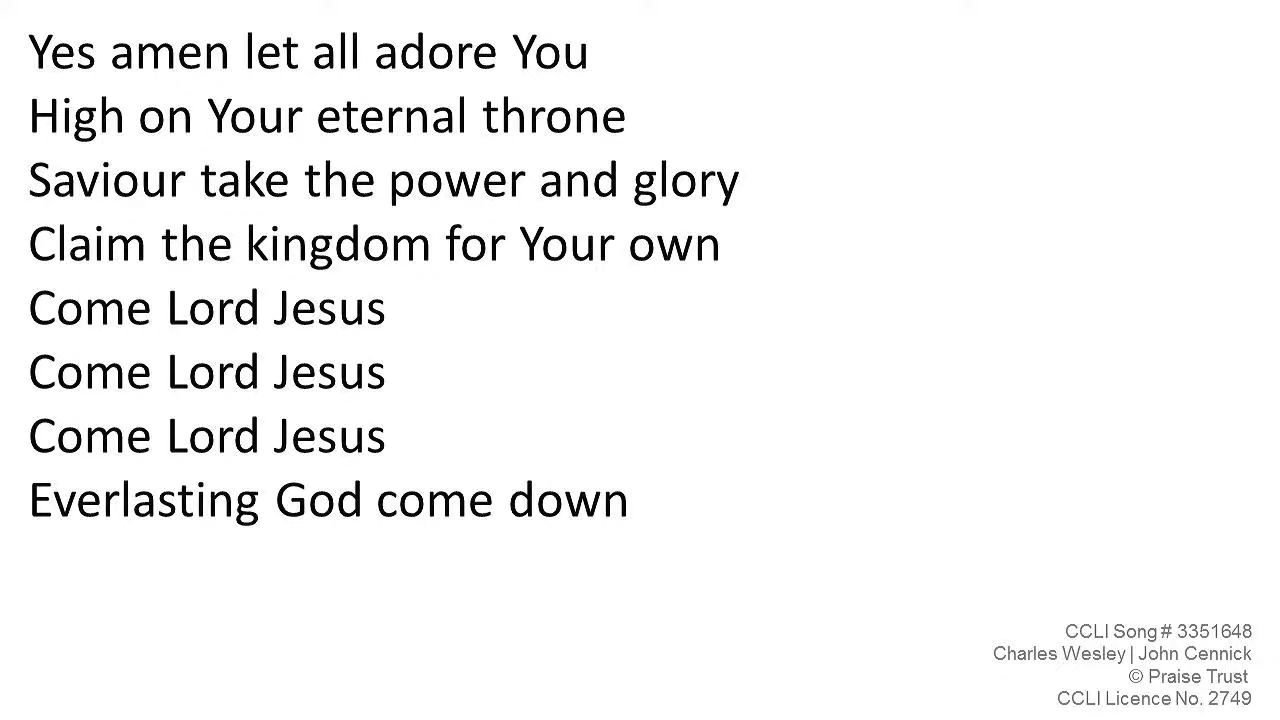 Yes amen let all adore You
High on Your eternal throne
Saviour take the power and glory
Claim the kingdom for Your own
Come Lord Jesus
Come Lord Jesus
Come Lord Jesus
Everlasting God come down
CCLI Song # 3351648
Charles Wesley | John Cennick
© Praise Trust
CCLI Licence No. 2749